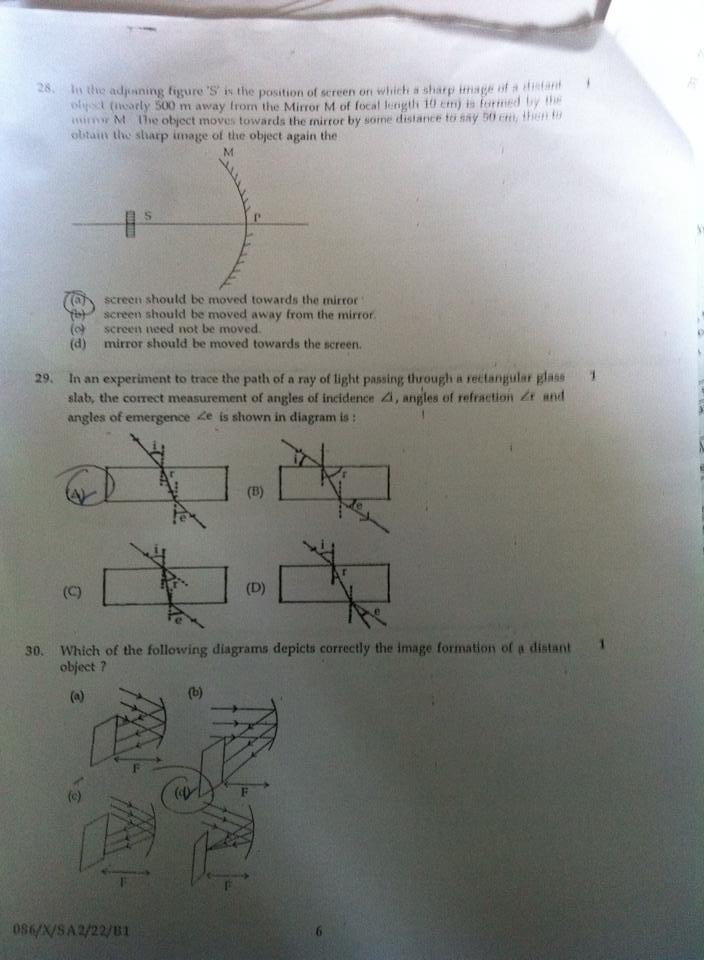 28. In the adjoining figure 'S' is the position of screen on which a sharp image of a distant 1
object (nearly 500 m away from the Mirror M of focal length 10 cm) is formed by the
mirror M. The object moves towards the mirror by some distance to say 50 cm, then to
obtain the sharp image of the object again the
M
S P
(a) screen should be moved towards the mirror
(b) screen should be moved away from the mirror.
(c) screen need not be moved.
(d) mirror should be moved towards the screen.
29. In an experiment to trace the path of a ray of light passing through a rectangular glass 1
slab, the correct measurement of angles of incidence ∠i, angles of refraction ∠r and
angles of emergence ∠e is shown in diagram is :
i i
(A) r (B) r
e e
i i
(C) r (D) r
e e
30. Which of the following diagrams depicts correctly the image formation of a distant 1
object ?
(a) (b)
F F
(c) (d)
F F
086/X/SA2/22/B1 6